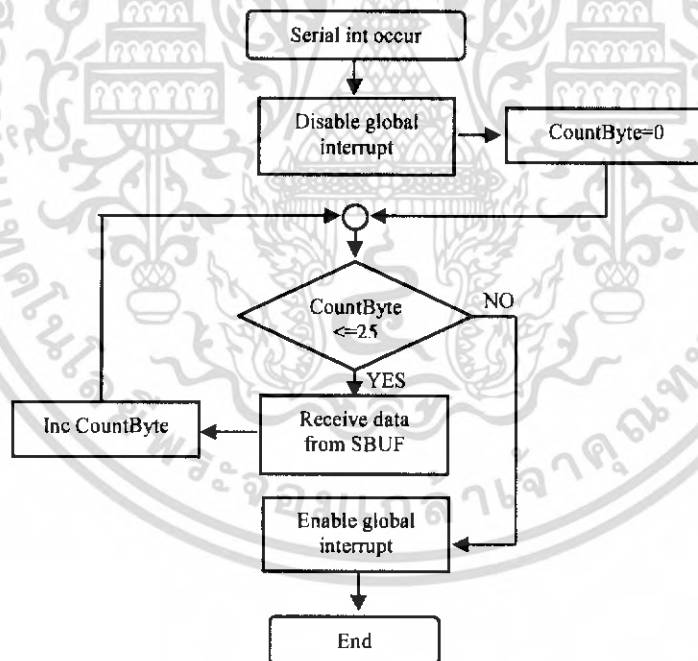 Serial int occur
Disable global
interrupt
CountByte=0
CountByte
<=25
NO
YES
Receive data
from SBUF
Inc CountByte
Enable global
interrupt
End